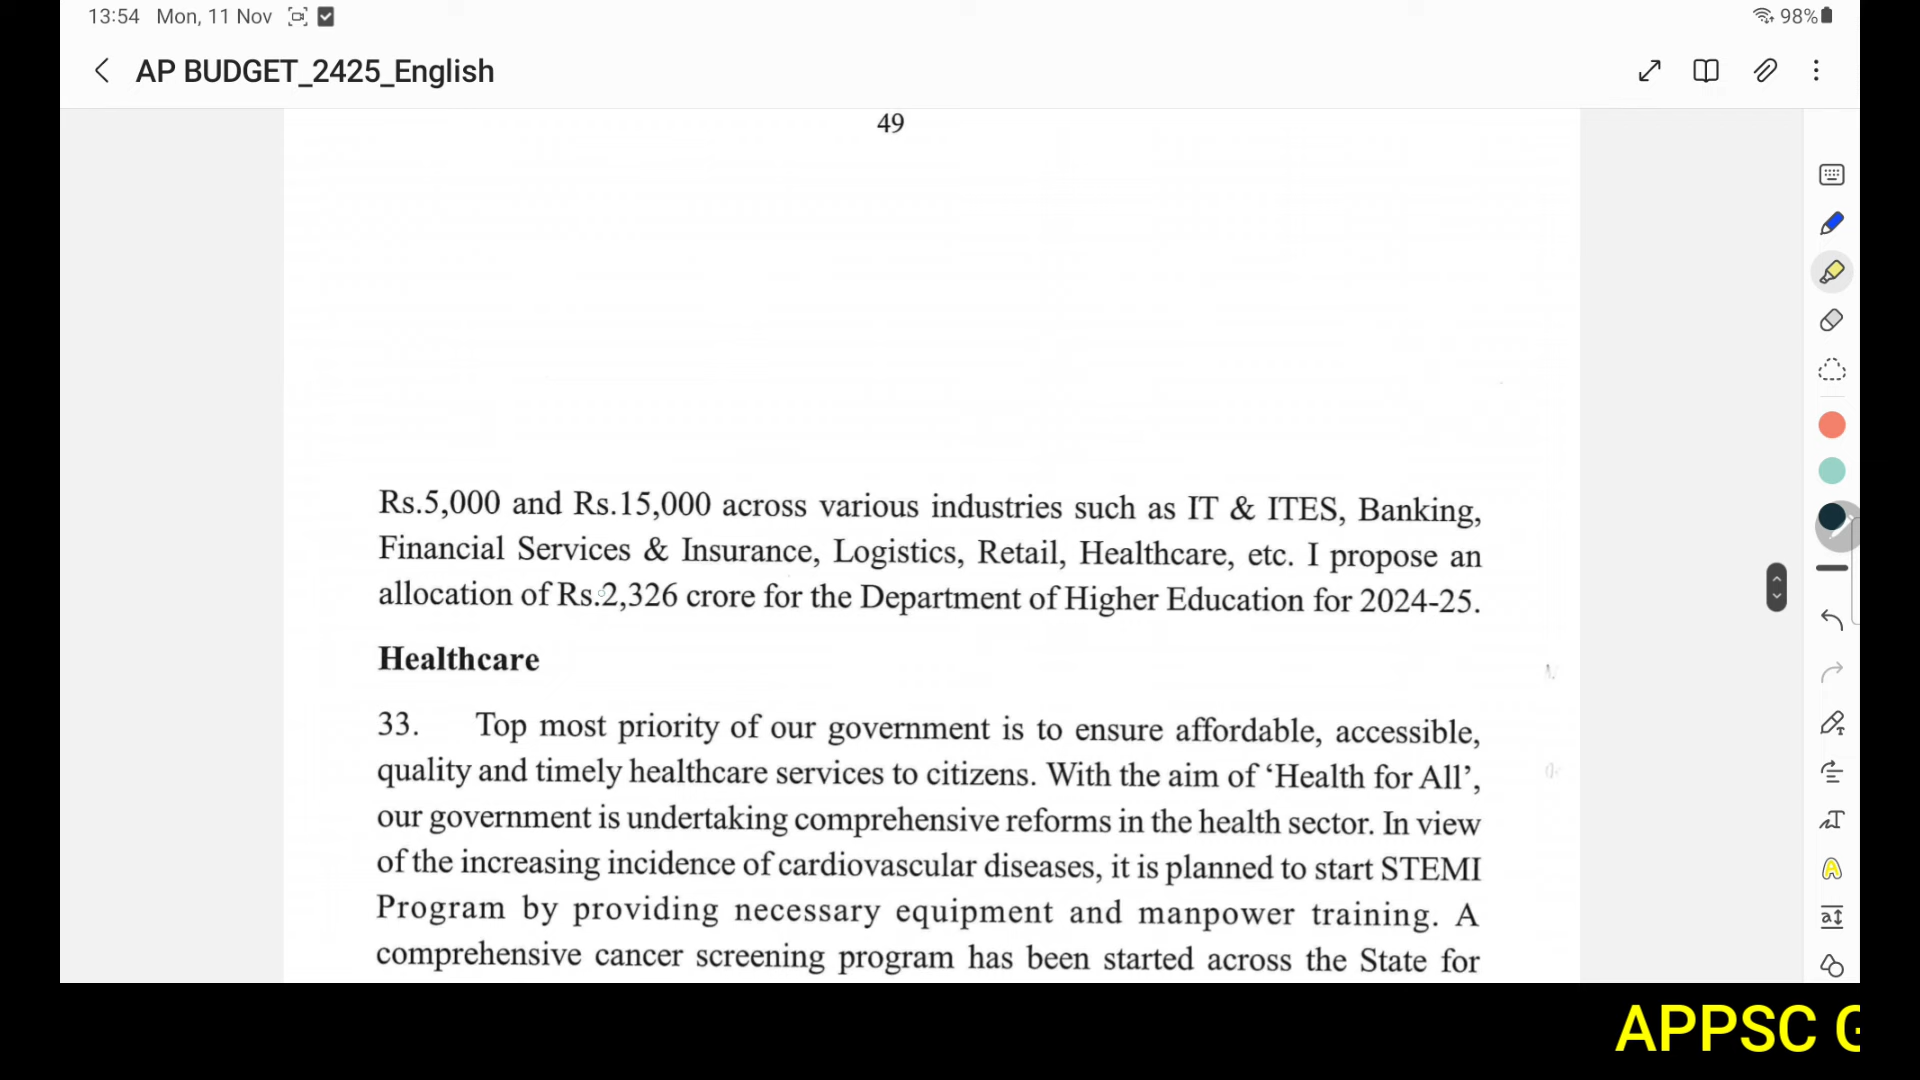 13:54 Mon, 11 Nov 98%
AP BUDGET_2425_English
49
Rs.5,000 and Rs.15,000 across various industries such as IT & ITES, Banking,
Financial Services & Insurance, Logistics, Retail, Healthcare, etc. I propose an
allocation of Rs.2,326 crore for the Department of Higher Education for 2024-25.
Healthcare
33. Top most priority of our government is to ensure affordable, accessible,
quality and timely healthcare services to citizens. With the aim of ‘Health for All’,
our government is undertaking comprehensive reforms in the health sector. In view
of the increasing incidence of cardiovascular diseases, it is planned to start STEMI
Program by providing necessary equipment and manpower training. A
comprehensive cancer screening program has been started across the State for
APPSC G